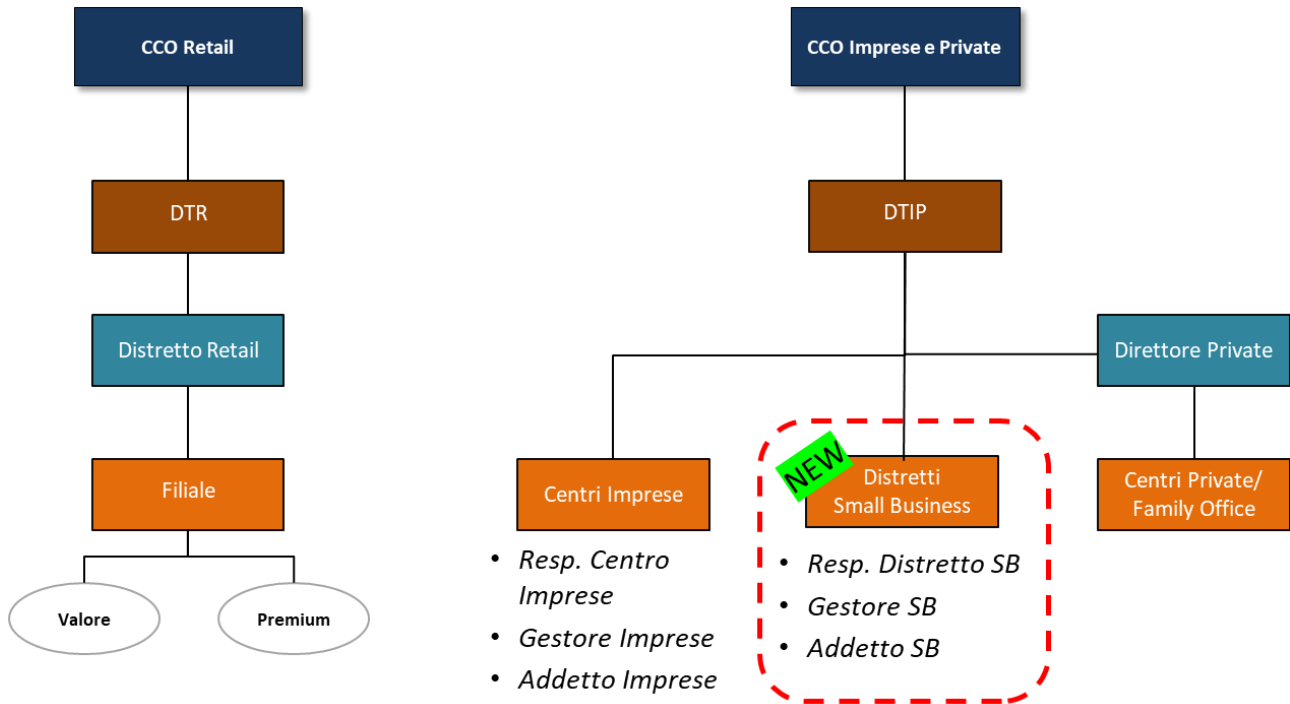 CCO Retail
CCO Imprese e Private
DTR
DTIP
Distretto Retail
Direttore Private
Filiale
Centri Imprese
NEW
Distretti
Small Business
Centri Private/
Family Office
Valore
Premium
• Resp. Centro
Imprese
• Gestore Imprese
• Addetto Imprese
• Resp. Distretto SB
• Gestore SB
• Addetto SB